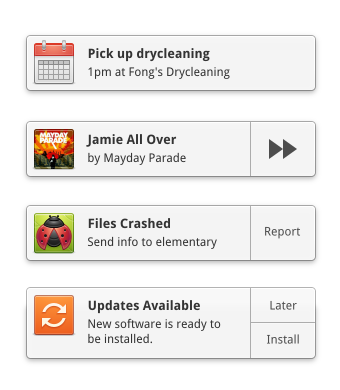 Pick up drycleaning
1pm at Fong's Drycleaning
MAYDAY
PARADE
Jamie All Over
by Mayday Parade
Files Crashed
Send info to elementary
Report
Updates Available
New software is ready to
be installed.
Later
Install